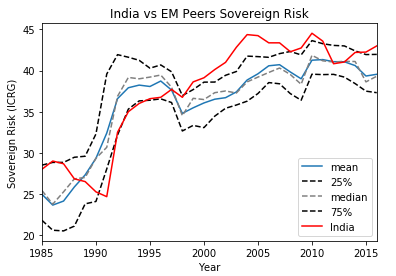 India vs EM Peers Sovereign Risk
Sovereign Risk (ICRG)
45
40
35
30
25
20
1985
1990
1995
2000
2005
2010
2015
Year
mean
25%
median
75%
India